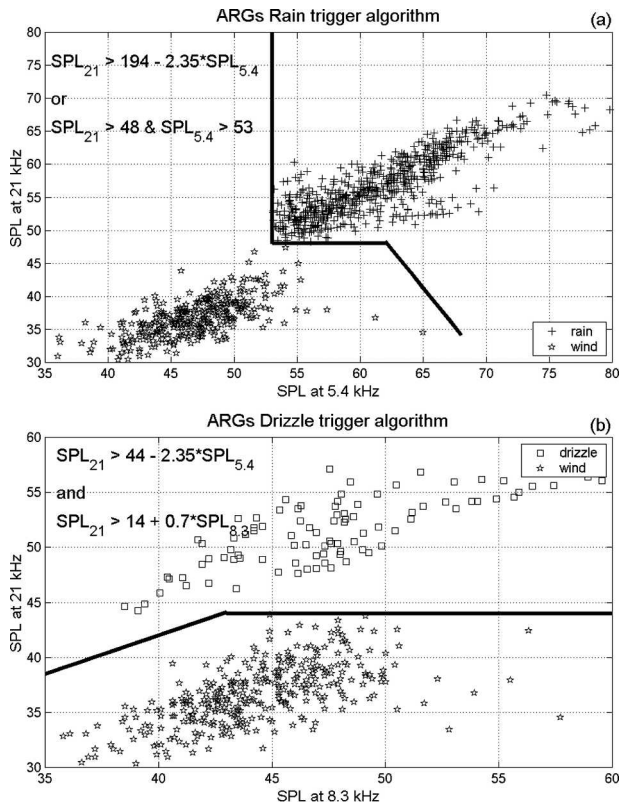 ARGs Rain trigger algorithm
(a)
SPL21 > 194 - 2.35*SPL5.4
or
SPL21 > 48 & SPL5.4 > 53
SPL at 21 kHz
80
75
70
65
60
55
50
45
40
35
30
rain
wind
35 40 45 50 55 60 65 70 75 80
SPL at 5.4 kHz
ARGs Drizzle trigger algorithm
(b)
SPL21 > 44 - 2.35*SPL5.4
and
SPL21 > 14 + 0.7*SPL8.3
SPL at 21 kHz
60
55
50
45
40
35
30
drizzle
wind
35 40 45 50 55 60
SPL at 8.3 kHz